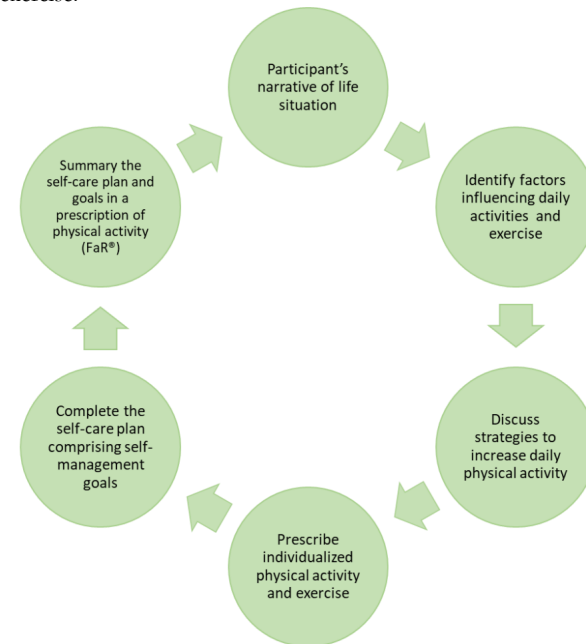 exercise.
Participant’s
narrative of life
situation
Identify factors
influencing daily
activities and
exercise
Discuss
strategies to
increase daily
physical activity
Prescribe
individualized
physical activity
and exercise
Complete the
self-care plan
comprising self-
management
goals
Summary the
self-care plan and
goals in a
prescription of
physical activity
(FaR®)